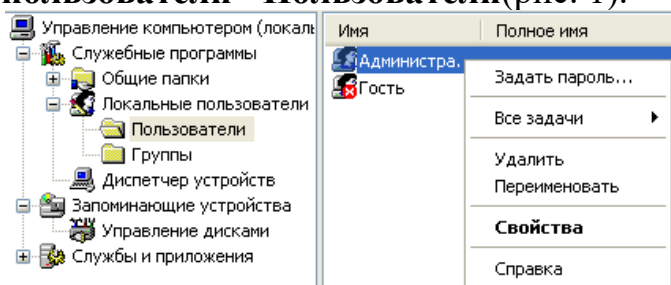 пользователи - Пользователи(рис. 1).
Управление компьютером (локаль
Служебные программы
Общие папки
Локальные пользователи
Пользователи
Группы
Диспетчер устройств
Запоминающие устройства
Управление дисками
Службы и приложения
Имя Полное имя
Администра.
Гость
Задать пароль...
Все задачи
Удалить
Переименовать
Свойства
Справка